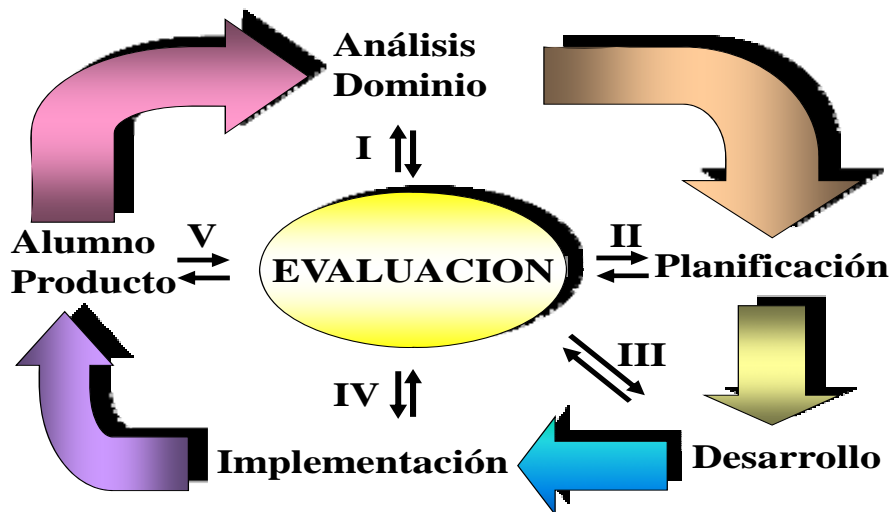 Análisis
Dominio
I
Alumno
Producto
V
EVALUACION
II
Planificación
III
IV
Implementación
Desarrollo